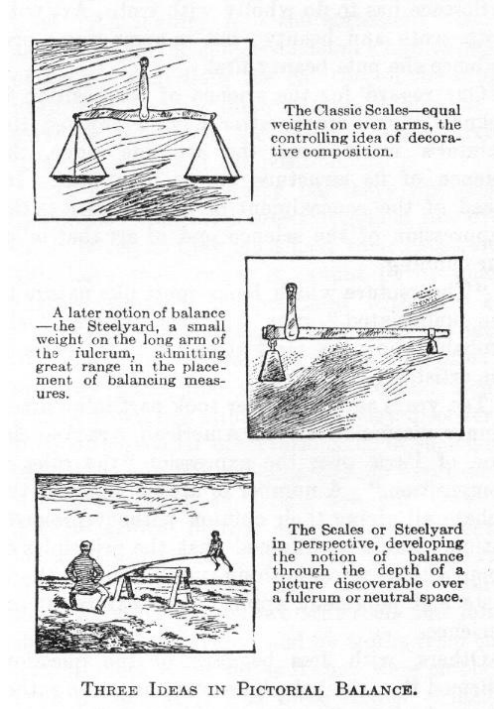 The Classic Scales—equal
weights on even arms, the
controlling idea of decora-
tive composition.
A later notion of balance
—the Steelyard, a small
weight on the long arm of
the fulcrum, admitting
great range in the place-
ment of balancing meas-
ures.
The Scales or Steelyard
in perspective, developing
the notion of balance
through the depth of a
picture discoverable over
a fulcrum or neutral space.
THREE IDEAS IN PICTORIAL BALANCE.